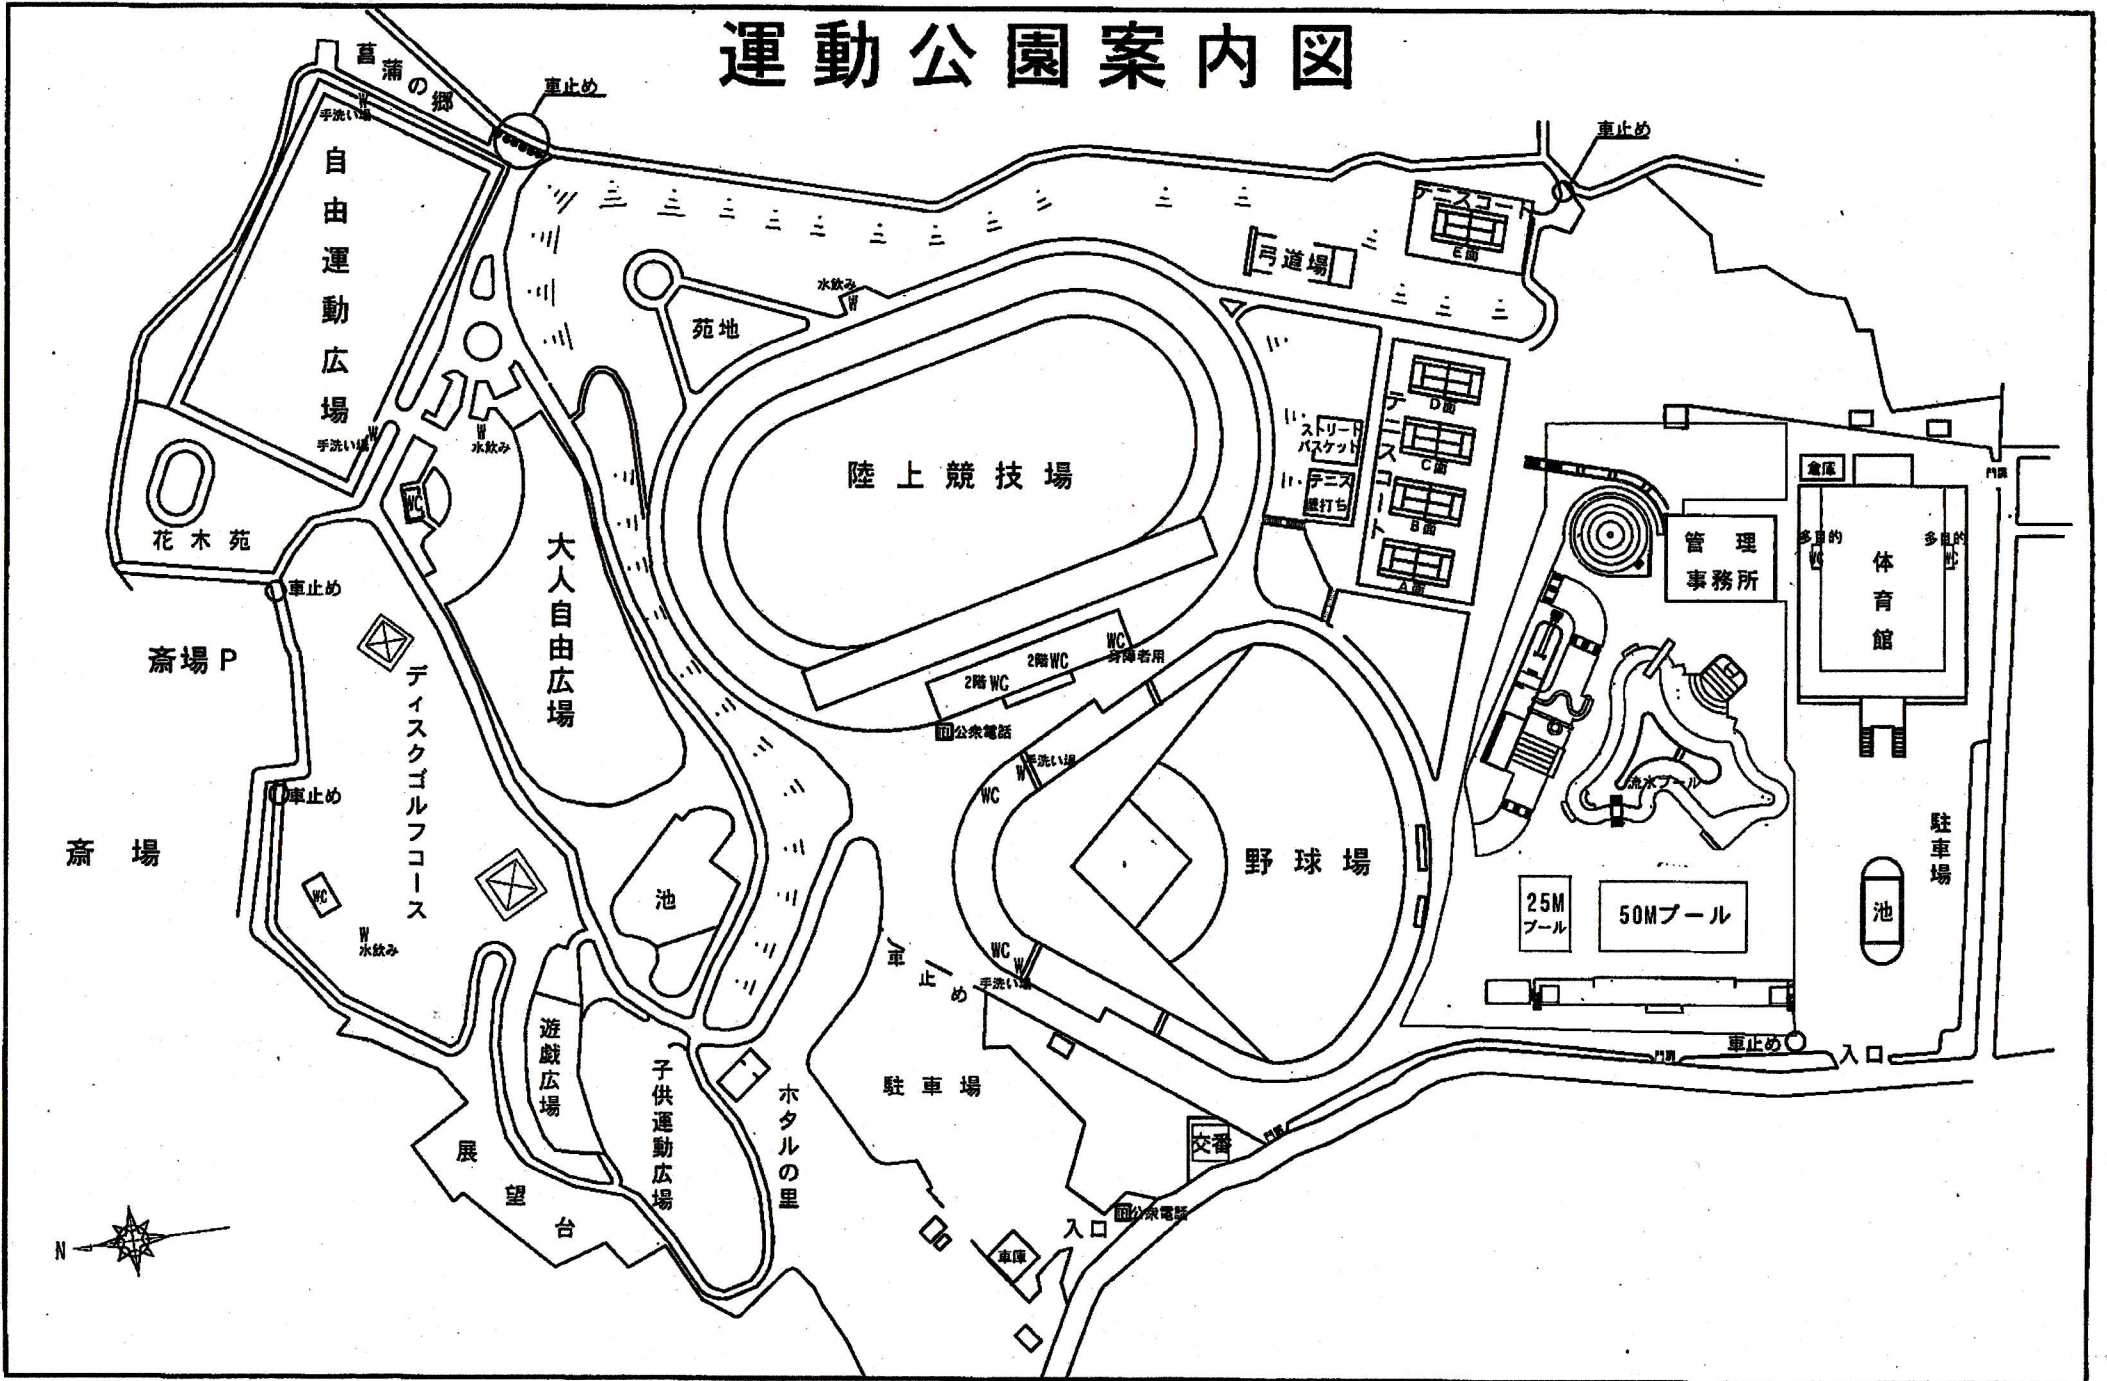 運動公園案内図
菖蒲の郷
車止め
車止め
W
手洗い場
自由運動広場
テニスコート
E面
弓道場
水飲み
W
苑地
D面
C面
B面
A面
テニスコート
ストリート
バスケット
テニス
壁打ち
手洗い場
W
W
水飲み
WC
陸上競技場
倉庫
門扉
花木苑
大人自由広場
管理
事務所
多目的
WC
多目的
WC
体育館
車止め
斎場P
ディスクゴルフコース
WC
身障者用
2階WC
2階WC
公衆電話
手洗い場
W
WC
流水プール
車止め
斎場
野球場
駐車場
WC
W
水飲み
池
25M
プール
50Mプール
池
車止め
WC
W
手洗い場
遊戯広場
子供運動広場
ホタルの里
駐車場
車止め
門扉
入口
展望台
交番
門扉
公衆電話
入口
車庫
N